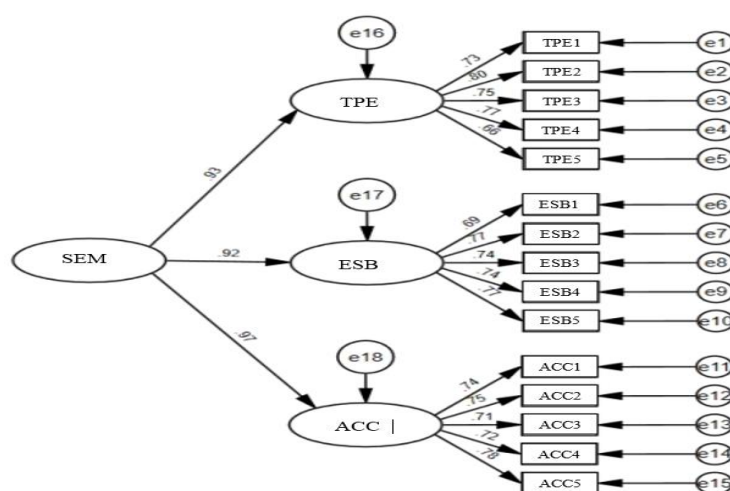 e16
TPE
.73
.80
.75
.77
.66
TPE1
e1
TPE2
e2
TPE3
e3
TPE4
e4
TPE5
e5
.93
e17
SEM
.92
ESB
.69
.77
.74
.74
.77
ESB1
e6
ESB2
e7
ESB3
e8
ESB4
e9
ESB5
e10
.97
e18
ACC |
.74
.75
.71
.72
.78
ACC1
e11
ACC2
e12
ACC3
e13
ACC4
e14
ACC5
e15